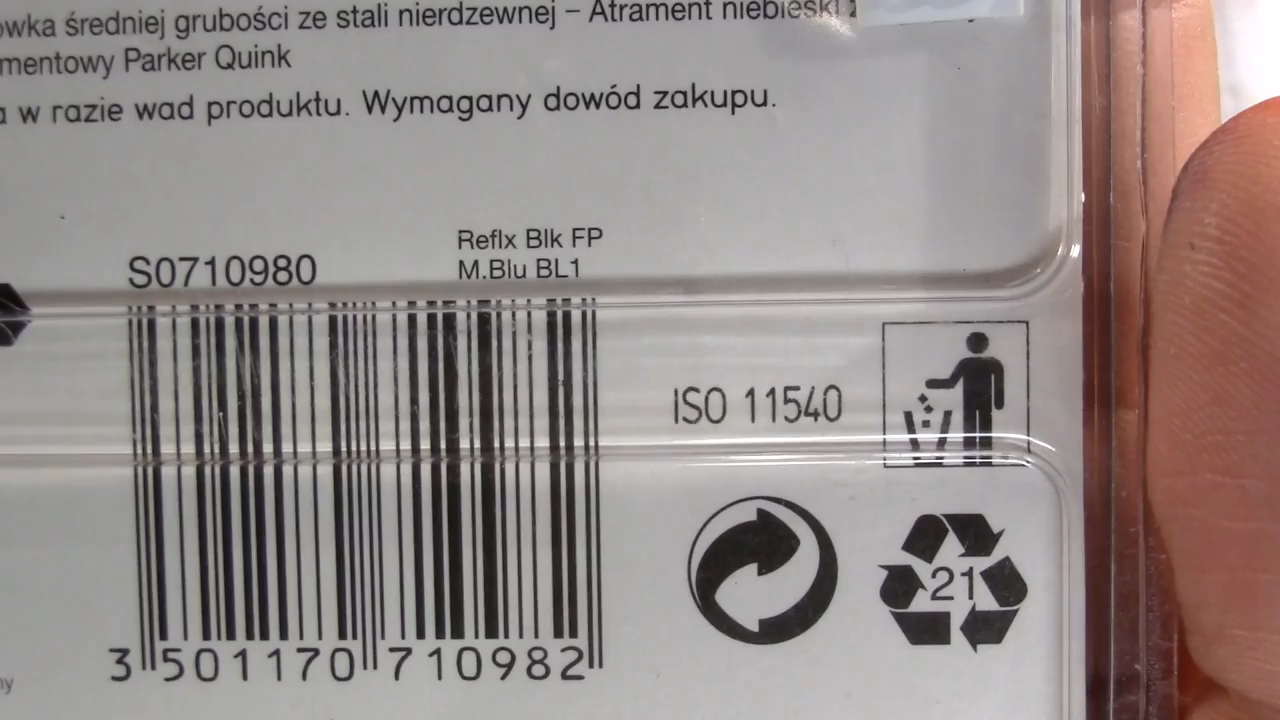 średniej grubości ze stali nierdzewnej – Atrament niebieski
Parker Quink
w razie wad produktu. Wymagany dowód zakupu.
S0710980
Reflx Blk FP
M.Blu BL1
ISO 11540
21
3 501170 710982